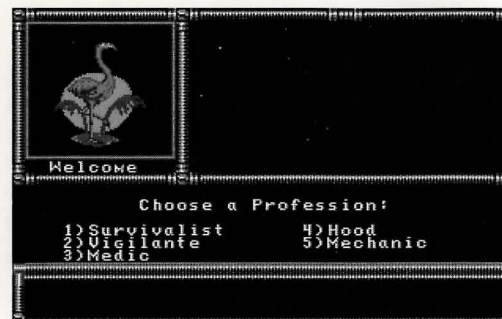 Welcome
Choose a Profession:
1)Survivalist 4)Hood
2)Vigilante 5)Mechanic
3)Medic